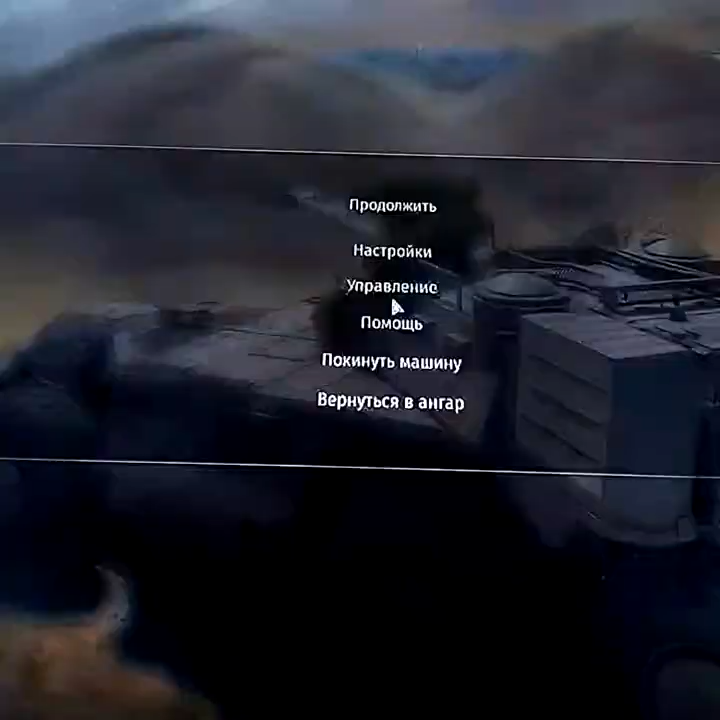 Продолжить
Настройки
Управление
Помощь
Покинуть машину
Вернуться в ангар